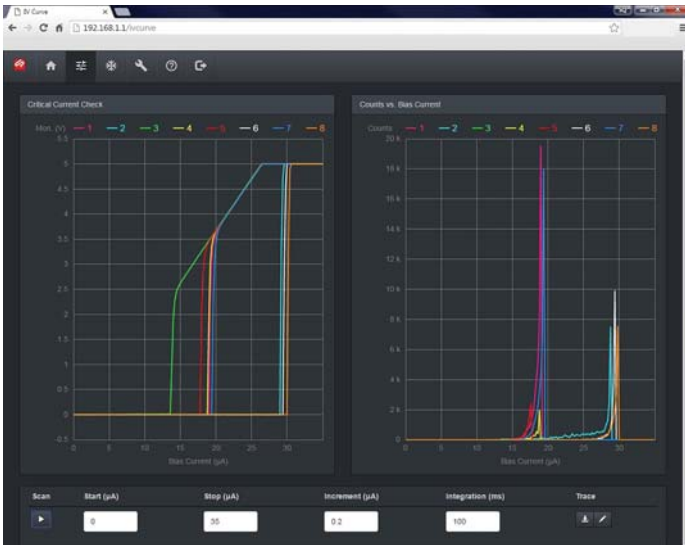 IV Curve
192.168.1.1/ivcurve
Critical Current Check
Mon. (V) 1 2 3 4 5 6 7 8
5.5
5
4.5
4
3.5
3
2.5
2
1.5
1
0.5
0
-0.5
0 5 10 15 20 25 30
Bias Current (µA)
Counts vs. Bias Current
Counts 1 2 3 4 5 6 7 8
20 k
18 k
16 k
14 k
12 k
10 k
8 k
6 k
4 k
2 k
0
0 5 10 15 20 25 30
Bias Current (µA)
Scan Start (µA) Stop (µA) Increment (µA) Integration (ms) Trace
0 35 0.2 100